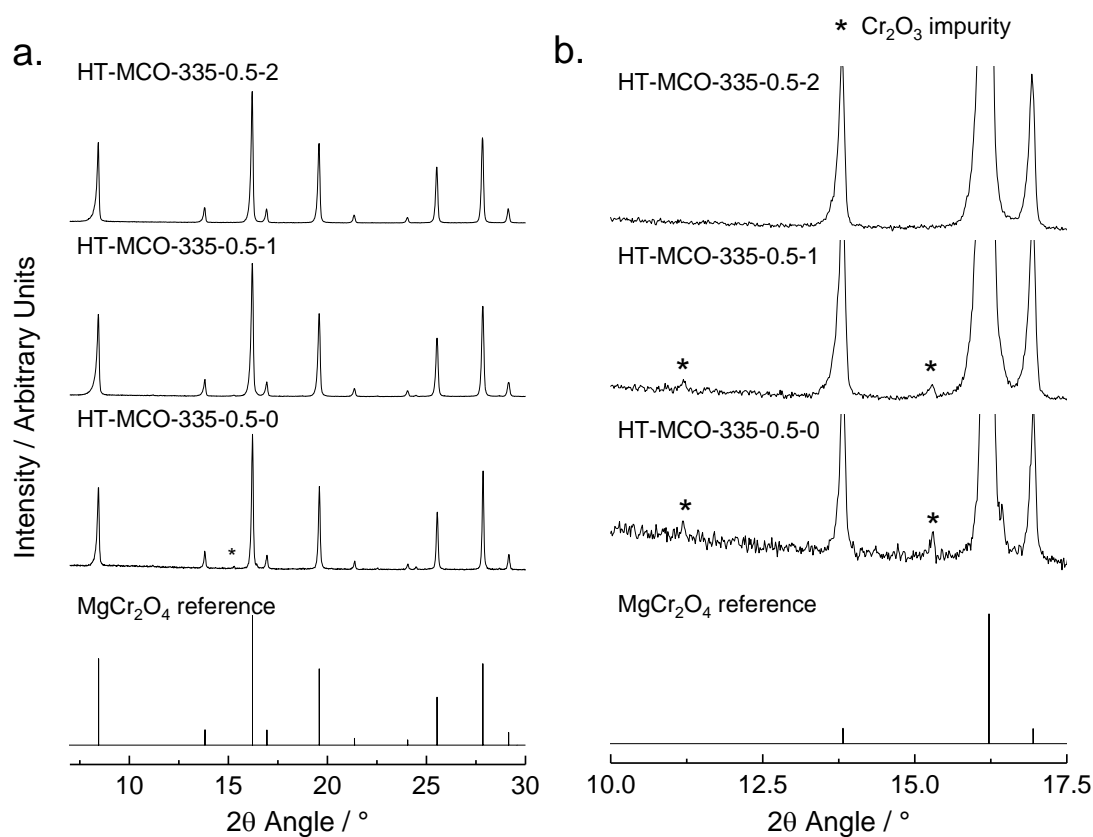 a.
HT-MCO-335-0.5-2
HT-MCO-335-0.5-1
HT-MCO-335-0.5-0
*
MgCr₂O₄ reference
Intensity / Arbitrary Units
10 15 20 25 30
2θ Angle / °
b.
* Cr₂O₃ impurity
HT-MCO-335-0.5-2
HT-MCO-335-0.5-1
* *
HT-MCO-335-0.5-0
* *
MgCr₂O₄ reference
10.0 12.5 15.0 17.5
2θ Angle / °